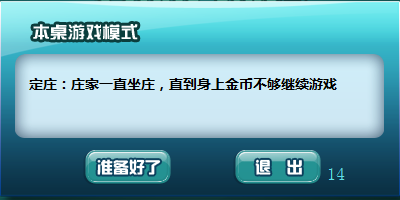 本桌游戏模式
定庄：庄家一直坐庄，直到身上金币不够继续游戏
准备好了
退 出
14